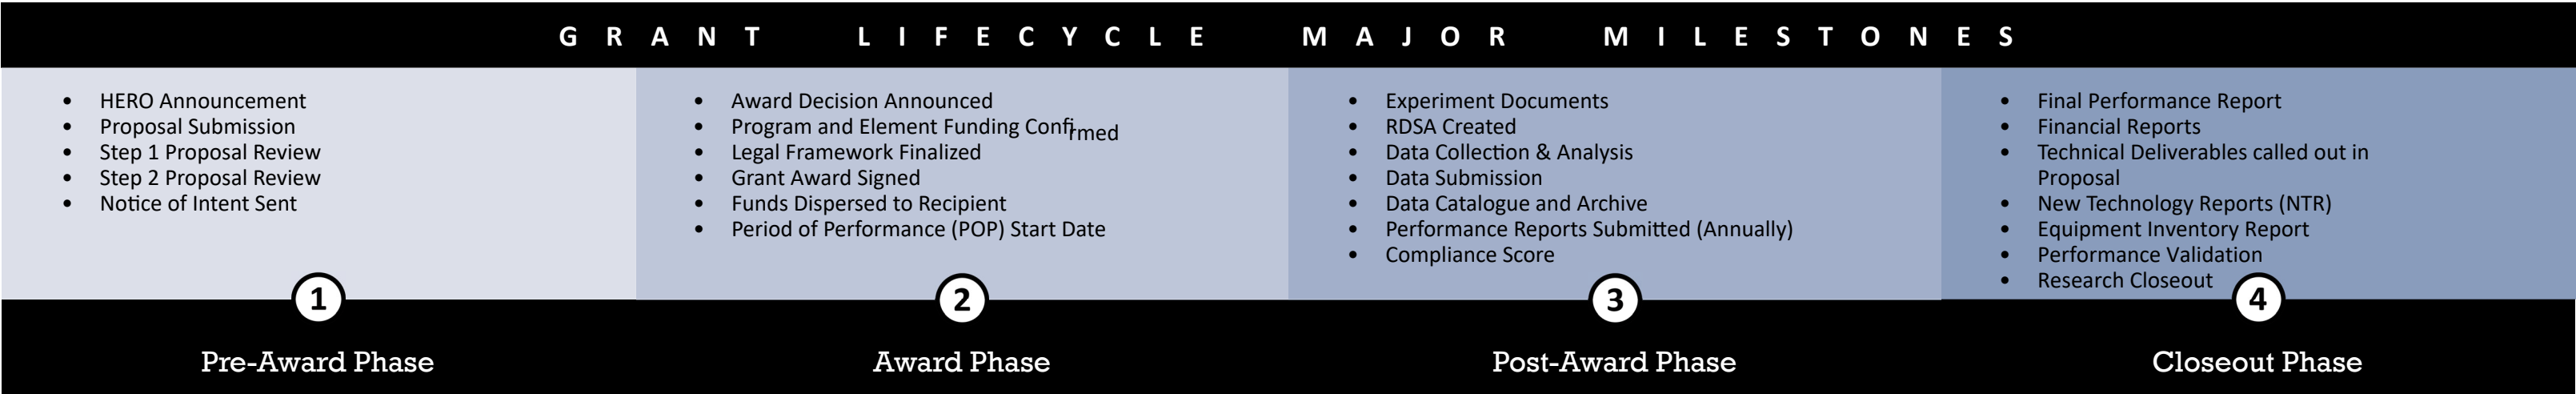 GRANT LIFECYCLE MAJOR MILESTONES
• HERO Announcement
• Proposal Submission
• Step 1 Proposal Review
• Step 2 Proposal Review
• Notice of Intent Sent
1
Pre-Award Phase
• Award Decision Announced
• Program and Element Funding Confirmed
• Legal Framework Finalized
• Grant Award Signed
• Funds Dispersed to Recipient
• Period of Performance (POP) Start Date
2
Award Phase
• Experiment Documents
• RDSA Created
• Data Collection & Analysis
• Data Submission
• Data Catalogue and Archive
• Performance Reports Submitted (Annually)
• Compliance Score
3
Post-Award Phase
• Final Performance Report
• Financial Reports
• Technical Deliverables called out in
Proposal
• New Technology Reports (NTR)
• Equipment Inventory Report
• Performance Validation
• Research Closeout
4
Closeout Phase